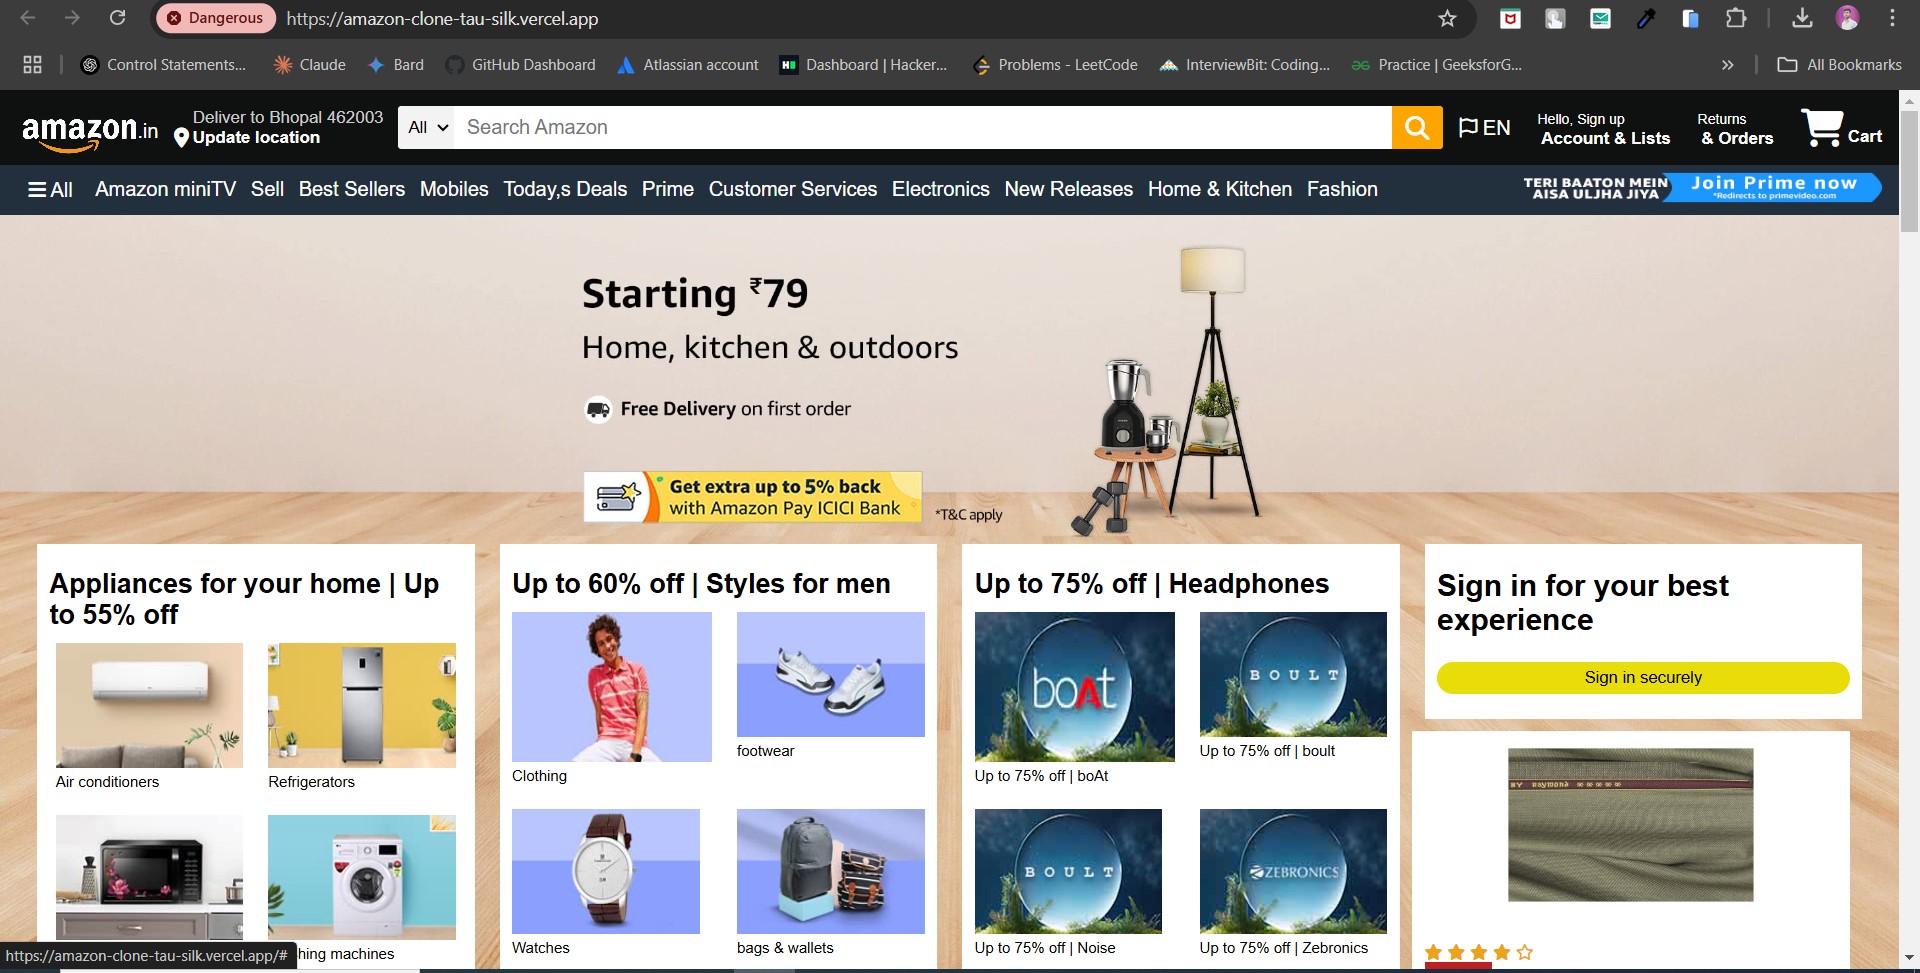 Dangerous
https://amazon-clone-tau-silk.vercel.app
Control Statements...
Claude
Bard
GitHub Dashboard
Atlassian account
Dashboard | Hacker...
Problems - LeetCode
InterviewBit: Coding...
Practice | GeeksforG...
All Bookmarks
amazon.in
Deliver to Bhopal 462003
Update location
All
Search Amazon
EN
Hello, Sign up
Account & Lists
Returns
& Orders
Cart
All
Amazon miniTV
Sell
Best Sellers
Mobiles
Today,s Deals
Prime
Customer Services
Electronics
New Releases
Home & Kitchen
Fashion
TERI BAATON MEIN
AISA ULJHA JIYA
Join Prime now
*Redirects to primevideo.com
Starting ₹79
Home, kitchen & outdoors
Free Delivery on first order
Get extra up to 5% back
with Amazon Pay ICICI Bank
*T&C apply
Appliances for your home | Up
to 55% off
Air conditioners
Refrigerators
hing machines
Up to 60% off | Styles for men
Clothing
footwear
Watches
bags & wallets
Up to 75% off | Headphones
boAt
Up to 75% off | boAt
BOULT
Up to 75% off | boult
BOULT
Up to 75% off | Noise
ZEBRONICS
Up to 75% off | Zebronics
Sign in for your best
experience
Sign in securely
BY Raymond
https://amazon-clone-tau-silk.vercel.app/#